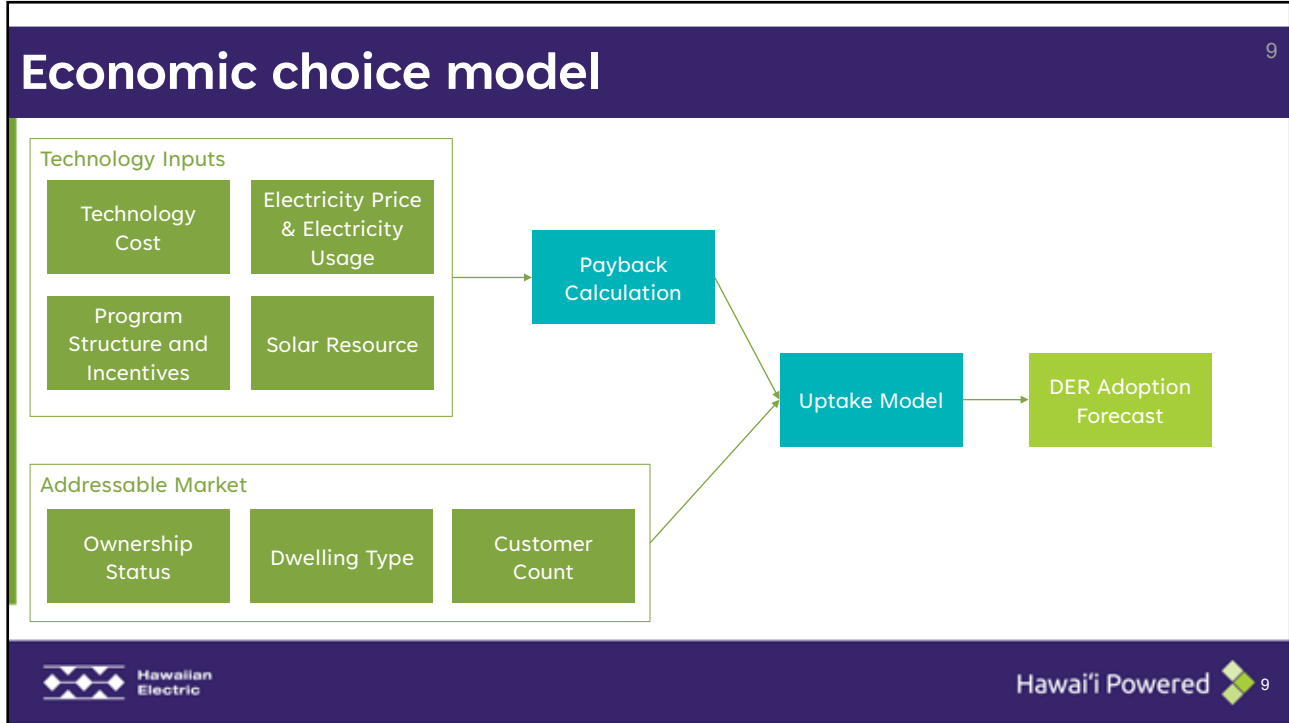 Economic choice model
9
Technology Inputs
Technology
Cost
Electricity Price
& Electricity
Usage
Program
Structure and
Incentives
Solar Resource
Payback
Calculation
Uptake Model
DER Adoption
Forecast
Addressable Market
Ownership
Status
Dwelling Type
Customer
Count
Hawaiian
Electric
Hawai‘i Powered
9